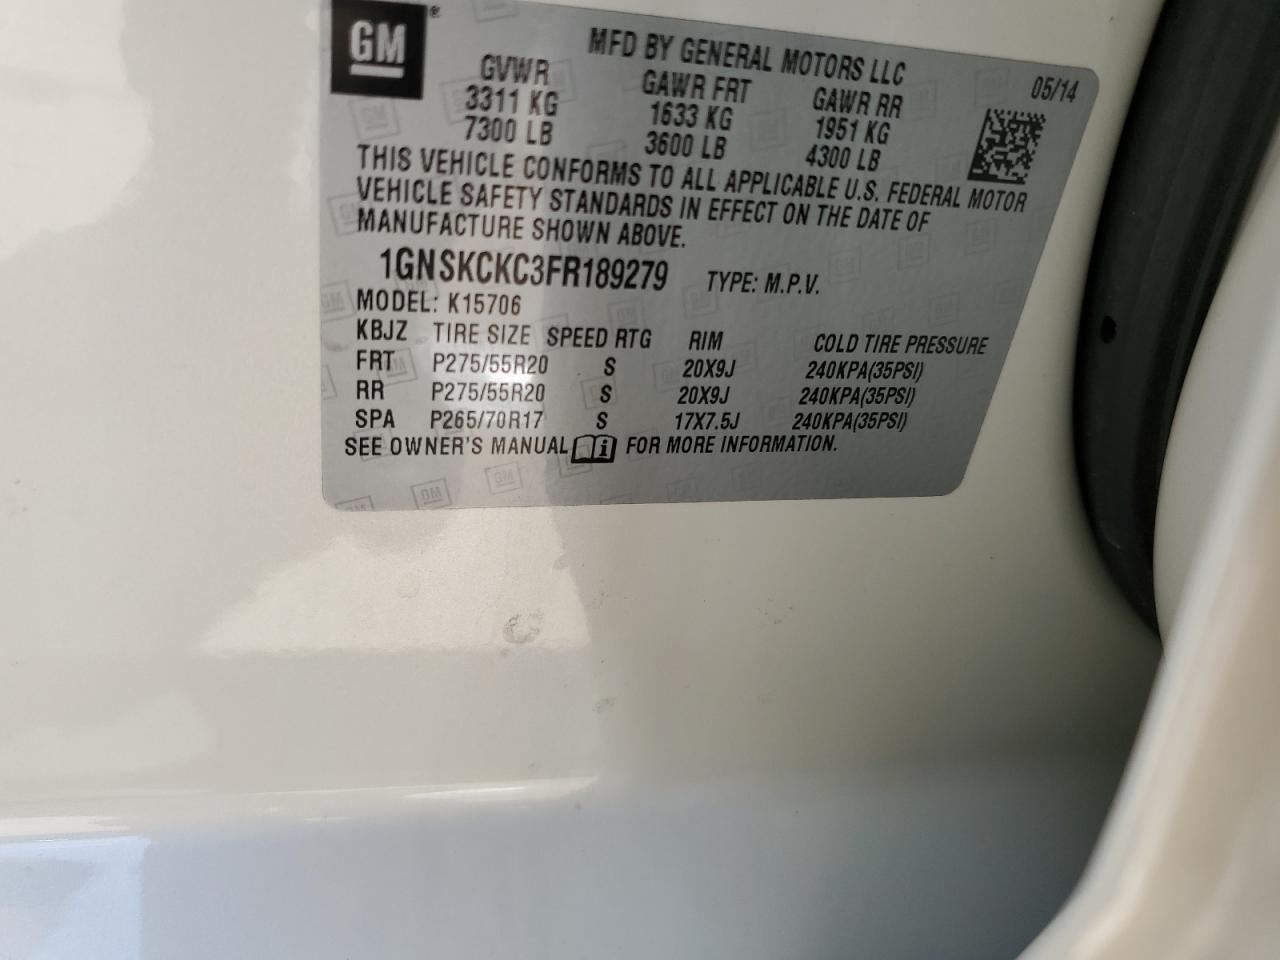 GM ®
MFD BY GENERAL MOTORS LLC
05/14
GVWR GAWR FRT GAWR RR
3311 KG 1633 KG 1951 KG
7300 LB 3600 LB 4300 LB
THIS VEHICLE CONFORMS TO ALL APPLICABLE U.S. FEDERAL MOTOR
VEHICLE SAFETY STANDARDS IN EFFECT ON THE DATE OF
MANUFACTURE SHOWN ABOVE.
1GNSKCKC3FR189279 TYPE: M.P.V.
MODEL: K15706
KBJZ TIRE SIZE SPEED RTG RIM COLD TIRE PRESSURE
FRT P275/55R20 S 20X9J 240KPA(35PSI)
RR P275/55R20 S 20X9J 240KPA(35PSI)
SPA P265/70R17 S 17X7.5J 240KPA(35PSI)
SEE OWNER'S MANUAL i FOR MORE INFORMATION.